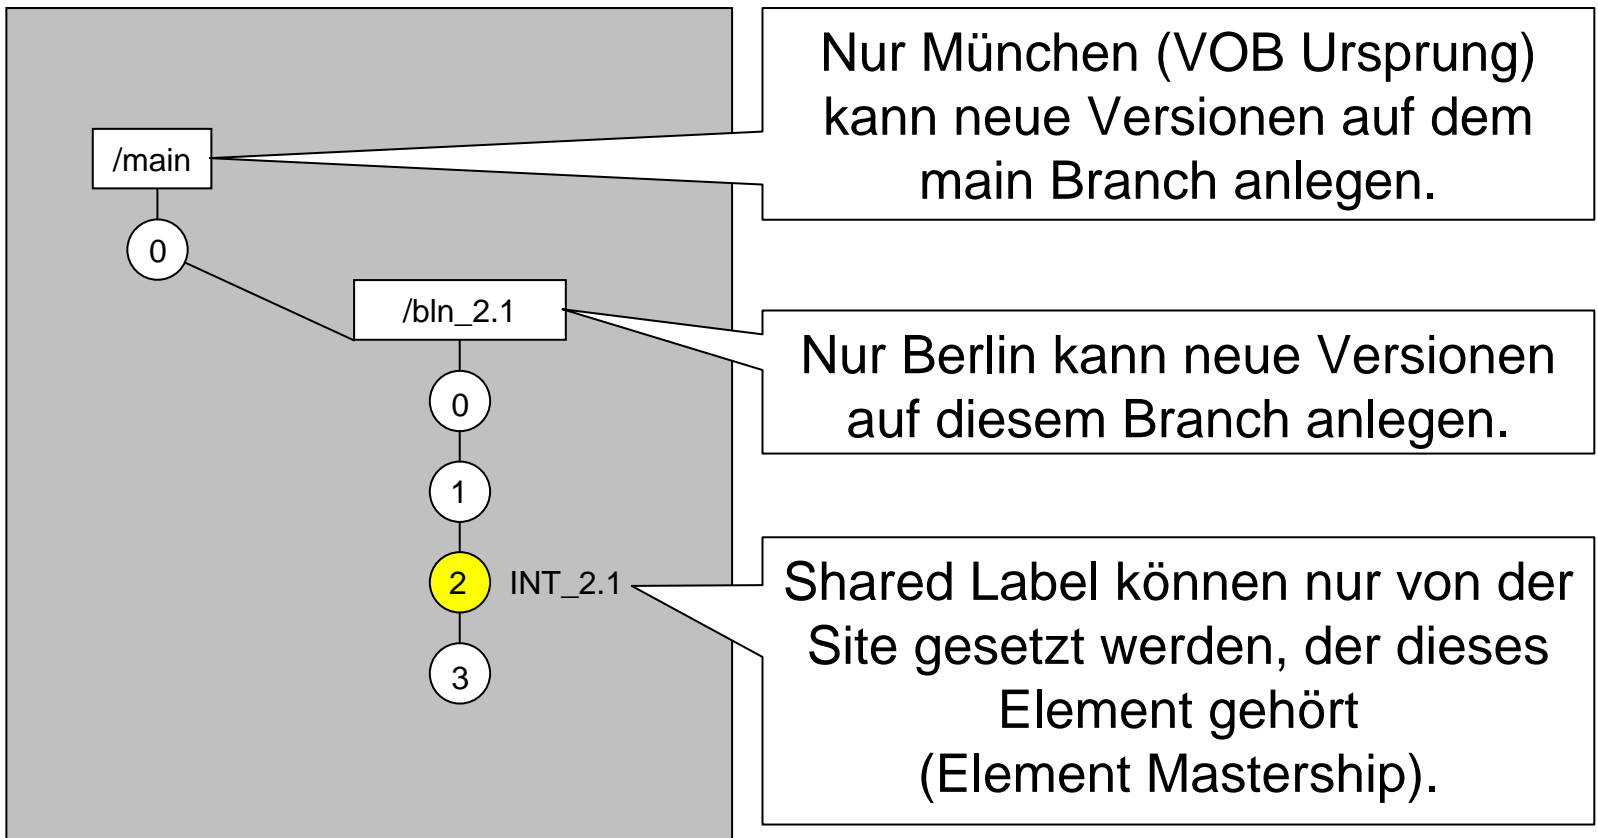 Nur München (VOB Ursprung)
kann neue Versionen auf dem
main Branch anlegen.
/main
0
/bln_2.1
Nur Berlin kann neue Versionen
auf diesem Branch anlegen.
0
1
2 INT_2.1
3
Shared Label können nur von der
Site gesetzt werden, der dieses
Element gehört
(Element Mastership).